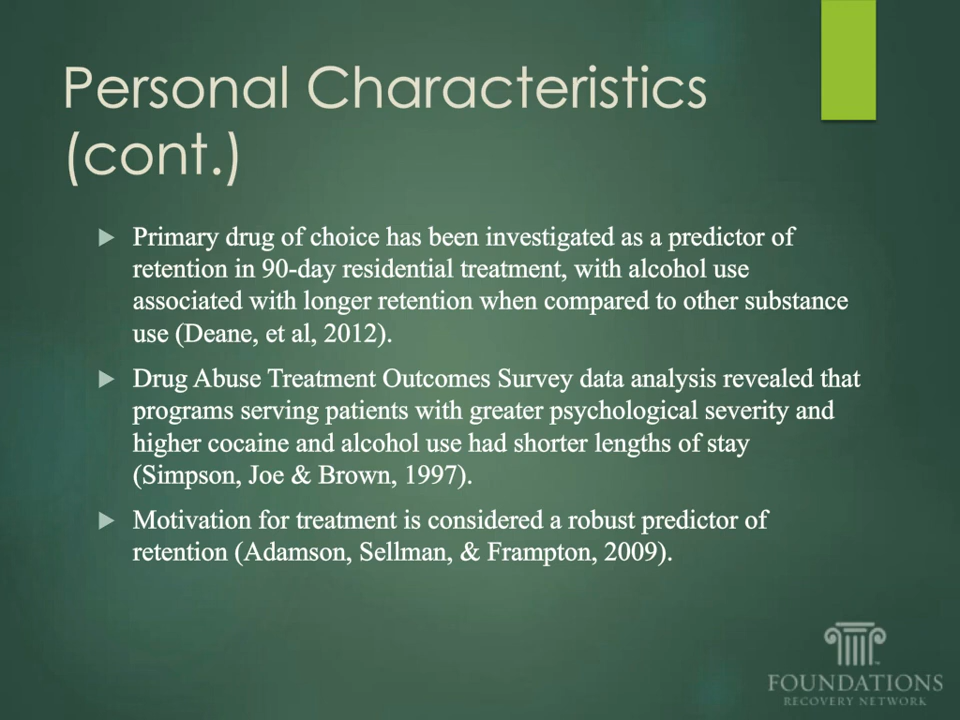 Personal Characteristics
(cont.)
Primary drug of choice has been investigated as a predictor of
retention in 90-day residential treatment, with alcohol use
associated with longer retention when compared to other substance
use (Deane, et al, 2012).
Drug Abuse Treatment Outcomes Survey data analysis revealed that
programs serving patients with greater psychological severity and
higher cocaine and alcohol use had shorter lengths of stay
(Simpson, Joe & Brown, 1997).
Motivation for treatment is considered a robust predictor of
retention (Adamson, Sellman, & Frampton, 2009).
FOUNDATIONS
RECOVERY NETWORK